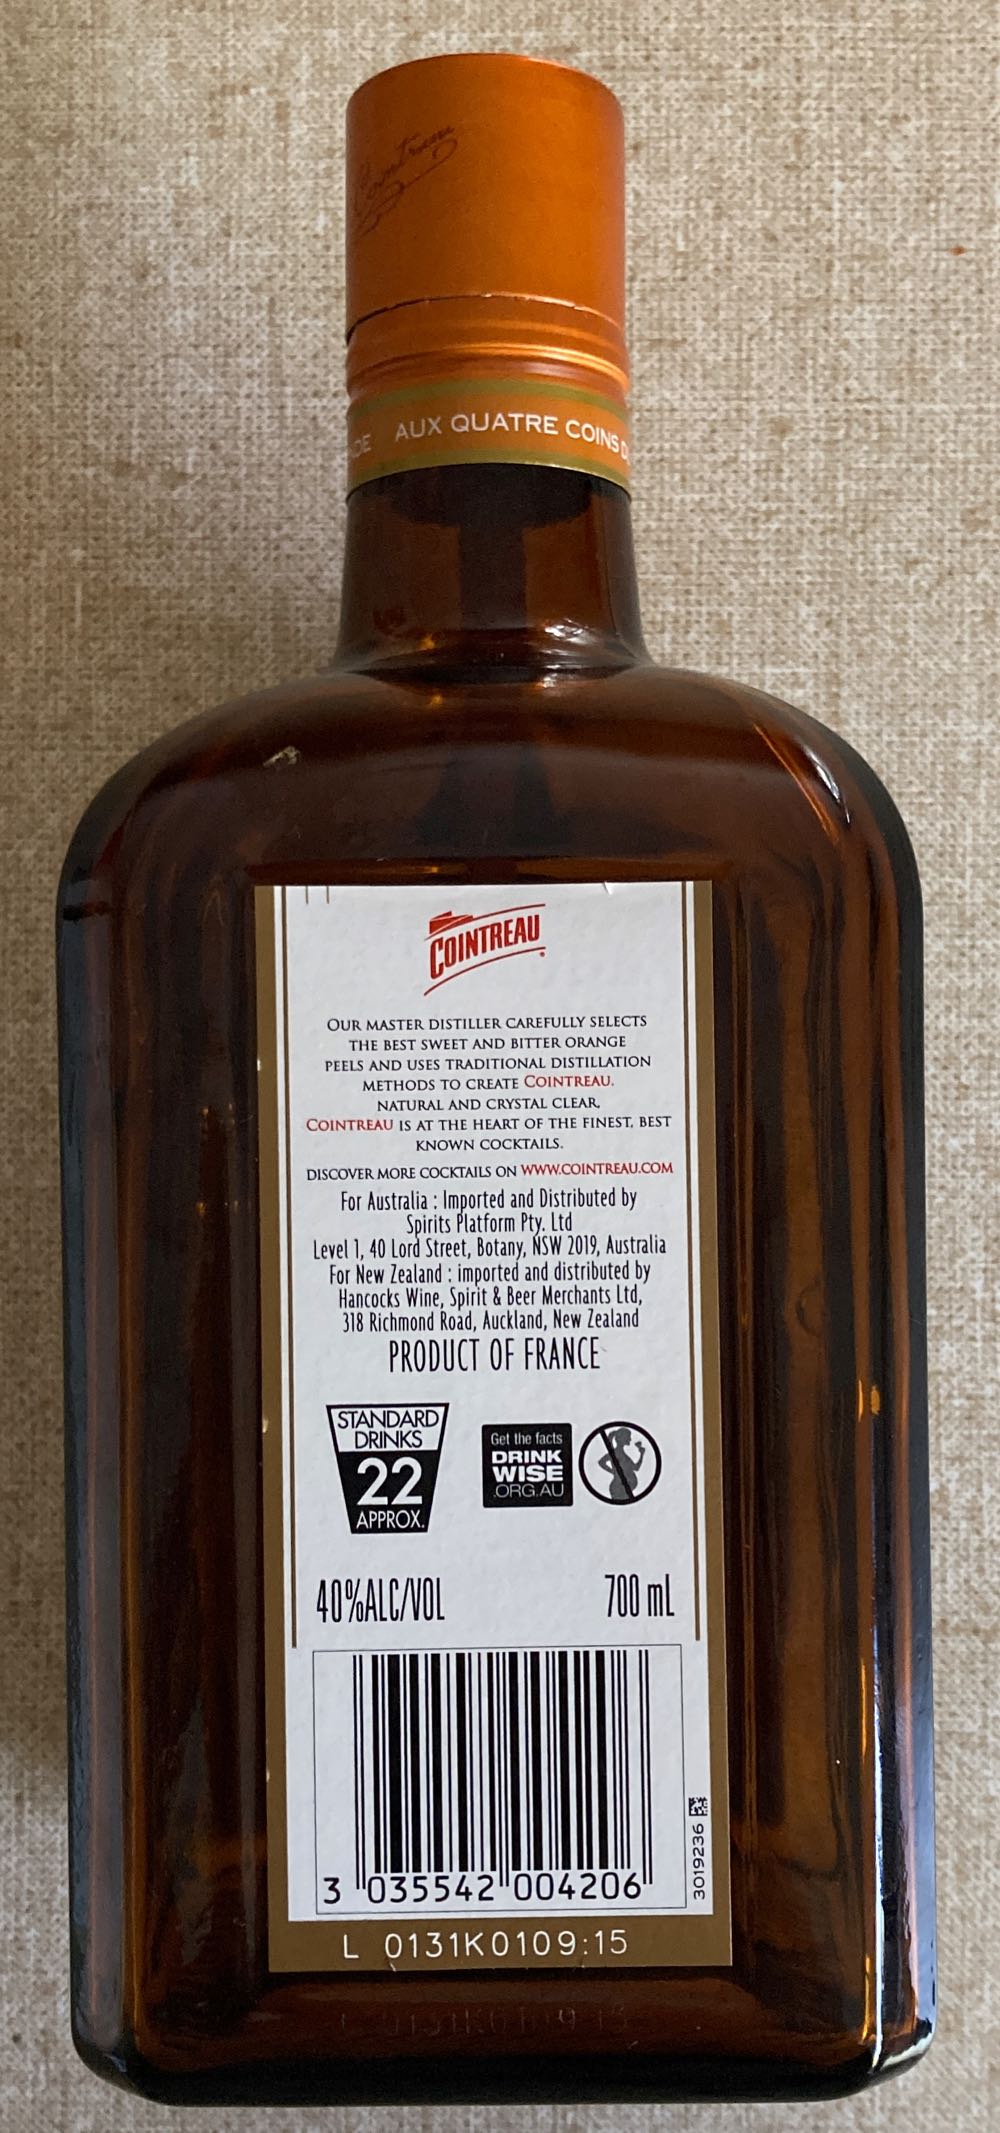 Cointreau
DE AUX QUATRE COINS D
COINTREAU
OUR MASTER DISTILLER CAREFULLY SELECTS
THE BEST SWEET AND BITTER ORANGE
PEELS AND USES TRADITIONAL DISTILLATION
METHODS TO CREATE COINTREAU.
NATURAL AND CRYSTAL CLEAR,
COINTREAU IS AT THE HEART OF THE FINEST, BEST
KNOWN COCKTAILS.
DISCOVER MORE COCKTAILS ON WWW.COINTREAU.COM
For Australia : Imported and Distributed by
Spirits Platform Pty. Ltd
Level 1, 40 Lord Street, Botany, NSW 2019, Australia
For New Zealand : imported and distributed by
Hancocks Wine, Spirit & Beer Merchants Ltd,
318 Richmond Road, Auckland, New Zealand
PRODUCT OF FRANCE
STANDARD
DRINKS
22
APPROX.
Get the facts
DRINK
WISE
.ORG.AU
40%ALC/VOL 700 mL
3 035542 004206
3019236
L 0131K0109:15